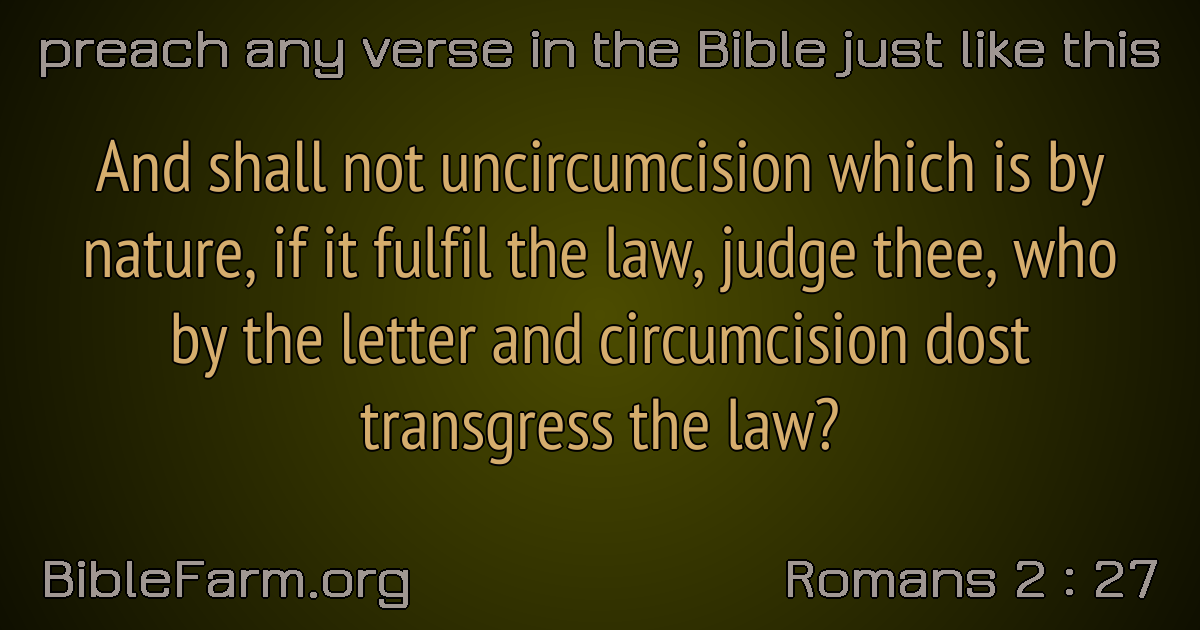 preach any verse in the Bible just like this
And shall not uncircumcision which is by
nature, if it fulfil the law, judge thee, who
by the letter and circumcision dost
transgress the law?
BibleFarm.org
Romans 2 : 27